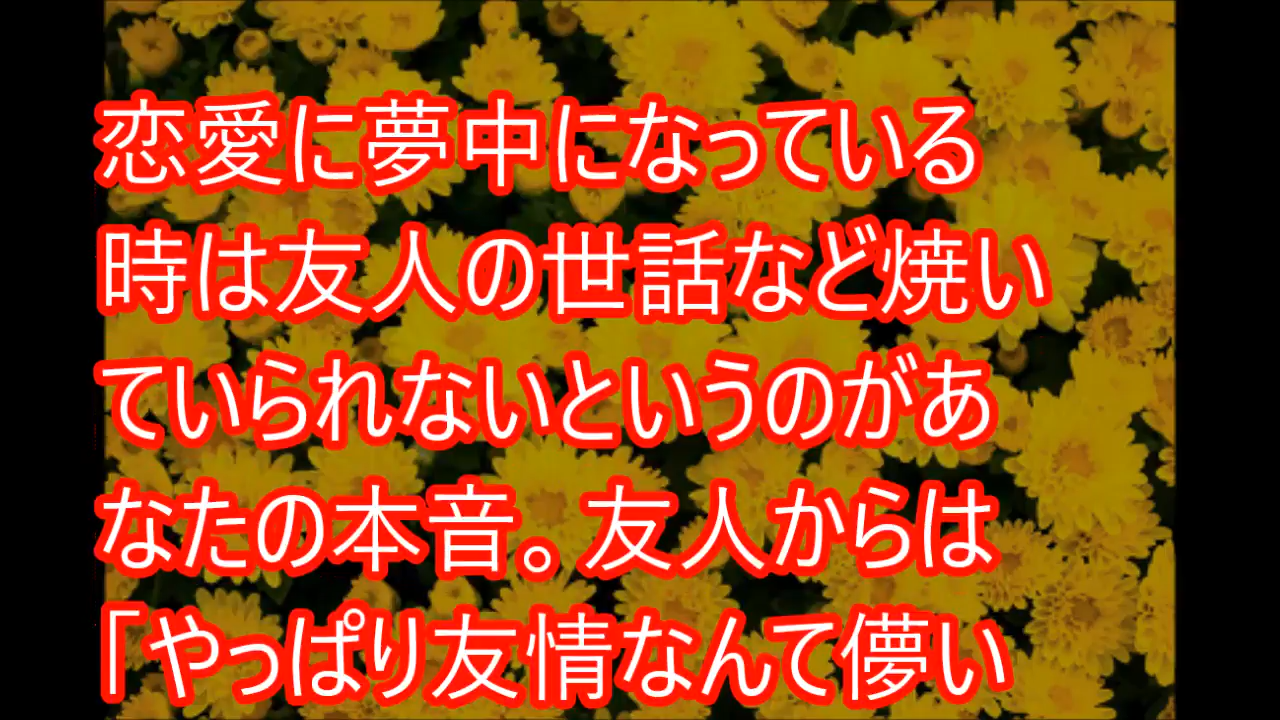 恋愛に夢中になっている
時は友人の世話など焼い
ていられないというのがあ
なたの本音。友人からは
「やっぱり友情なんて儚い